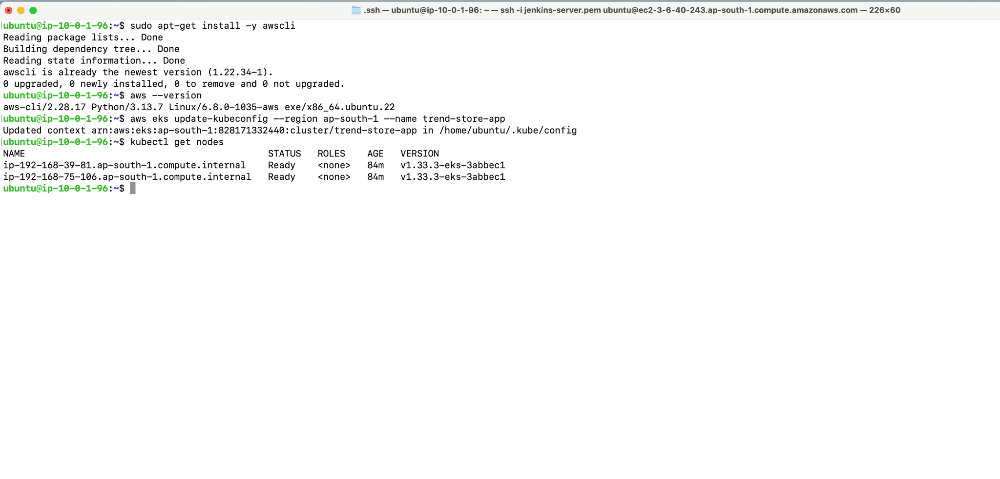 .ssh — ubuntu@ip-10-0-1-96: ~ — ssh -i jenkins-server.pem ubuntu@ec2-3-6-40-243.ap-south-1.compute.amazonaws.com — 226×60
ubuntu@ip-10-0-1-96:~$ sudo apt-get install -y awscli
Reading package lists... Done
Building dependency tree... Done
Reading state information... Done
awscli is already the newest version (1.22.34-1).
0 upgraded, 0 newly installed, 0 to remove and 0 not upgraded.
ubuntu@ip-10-0-1-96:~$ aws --version
aws-cli/2.28.17 Python/3.13.7 Linux/6.8.0-1035-aws exe/x86_64.ubuntu.22
ubuntu@ip-10-0-1-96:~$ aws eks update-kubeconfig --region ap-south-1 --name trend-store-app
Updated context arn:aws:eks:ap-south-1:828171332440:cluster/trend-store-app in /home/ubuntu/.kube/config
ubuntu@ip-10-0-1-96:~$ kubectl get nodes
NAME                                            STATUS   ROLES    AGE   VERSION
ip-192-168-39-81.ap-south-1.compute.internal    Ready    <none>   84m   v1.33.3-eks-3abbec1
ip-192-168-75-106.ap-south-1.compute.internal   Ready    <none>   84m   v1.33.3-eks-3abbec1
ubuntu@ip-10-0-1-96:~$